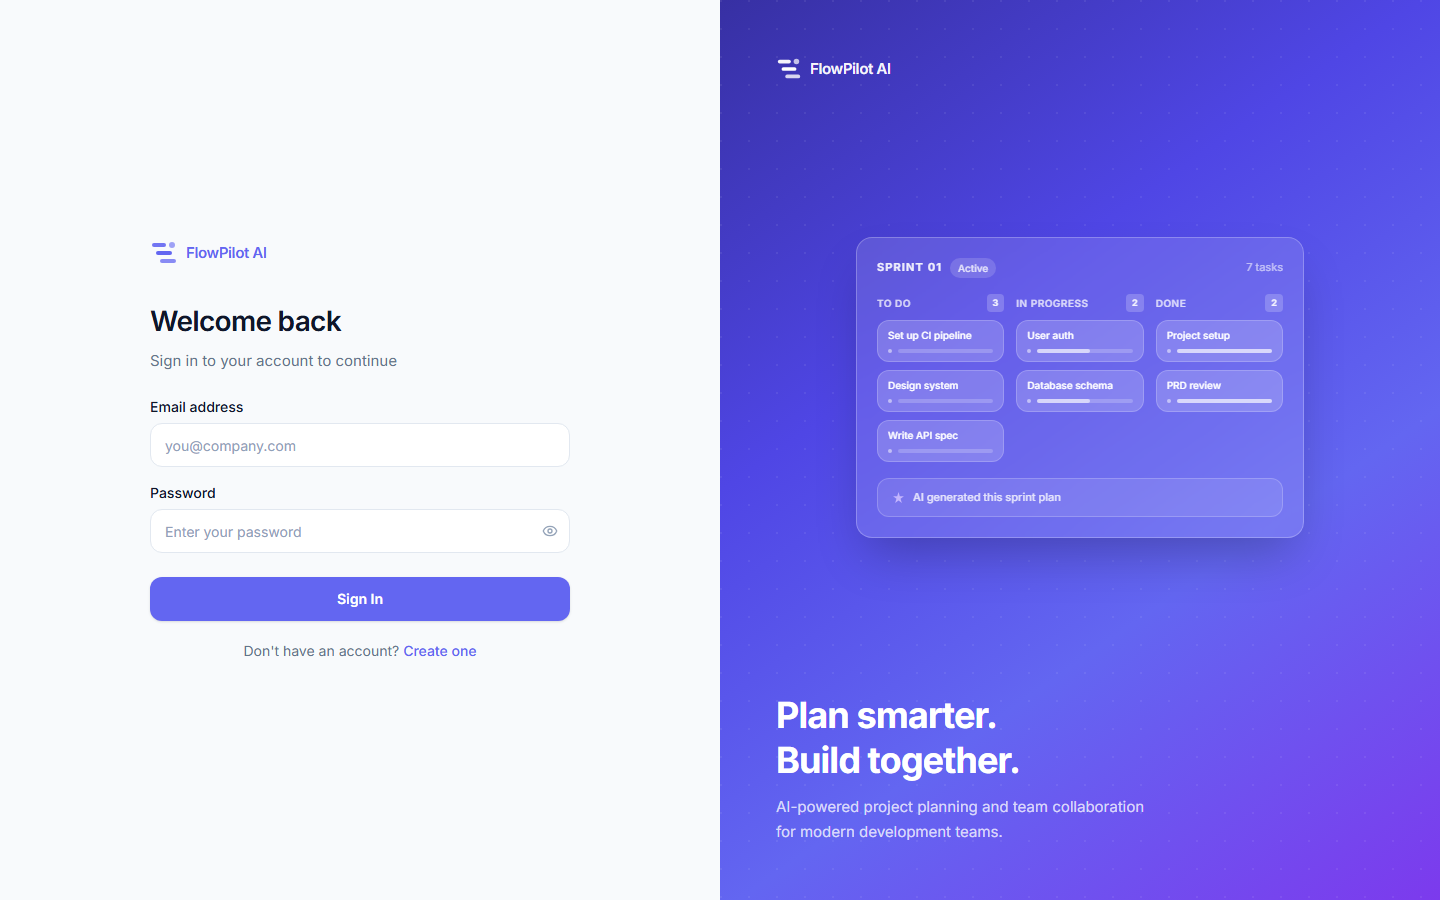 FlowPilot AI
Welcome back
Sign in to your account to continue
Email address
you@company.com
Password
Enter your password
Sign In
Don't have an account? Create one
FlowPilot AI
SPRINT 01 Active 7 tasks
TO DO 3
Set up CI pipeline
Design system
Write API spec
IN PROGRESS 2
User auth
Database schema
DONE 2
Project setup
PRD review
★ AI generated this sprint plan
Plan smarter.
Build together.
AI-powered project planning and team collaboration
for modern development teams.